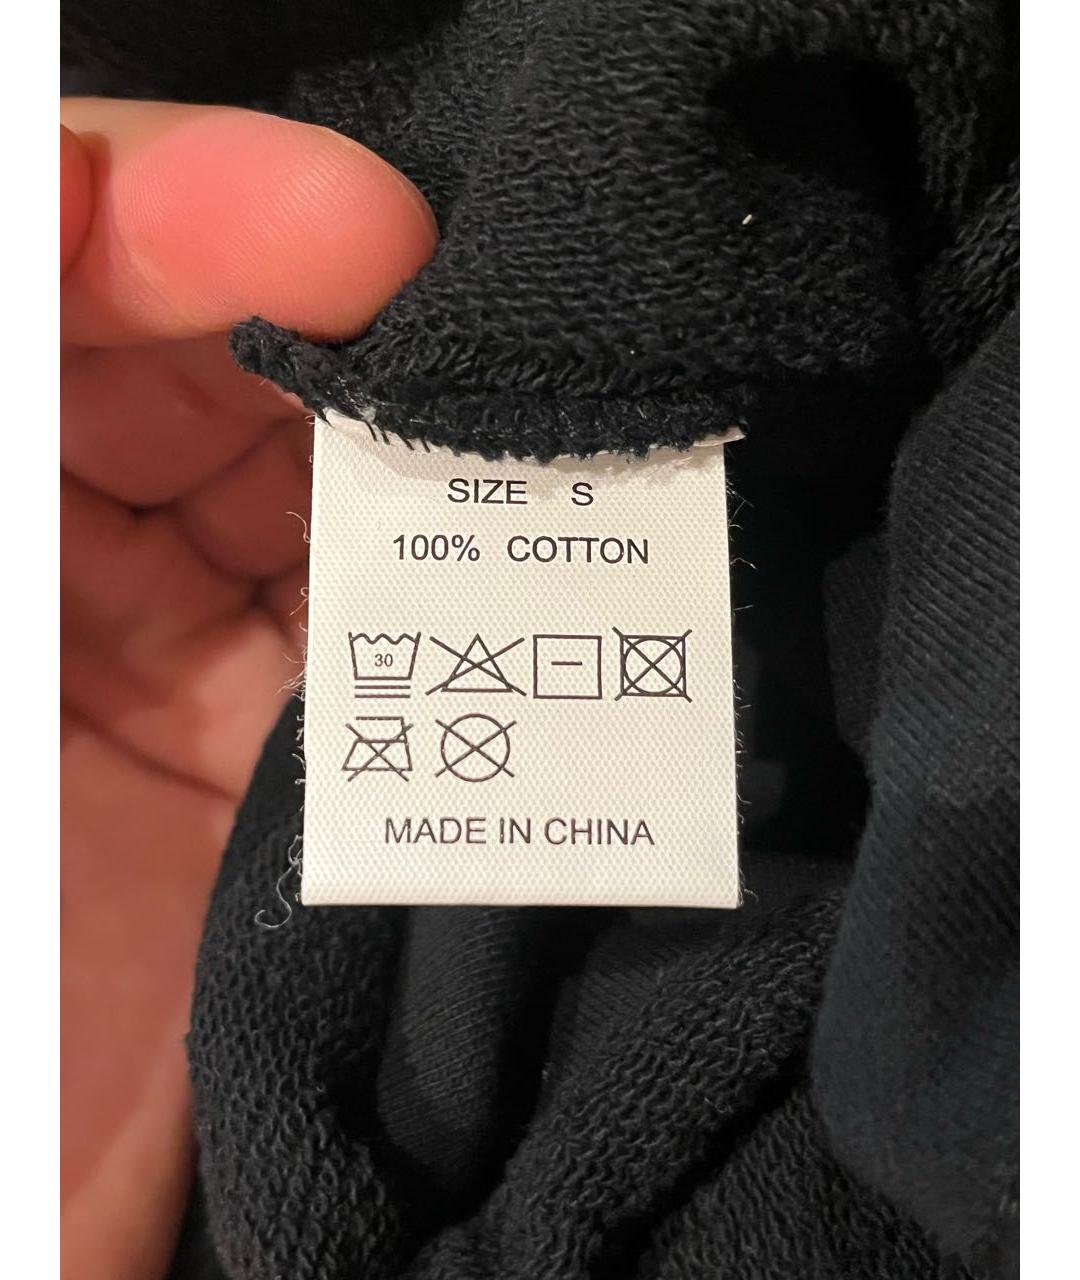 SIZE S
100% COTTON
30
MADE IN CHINA